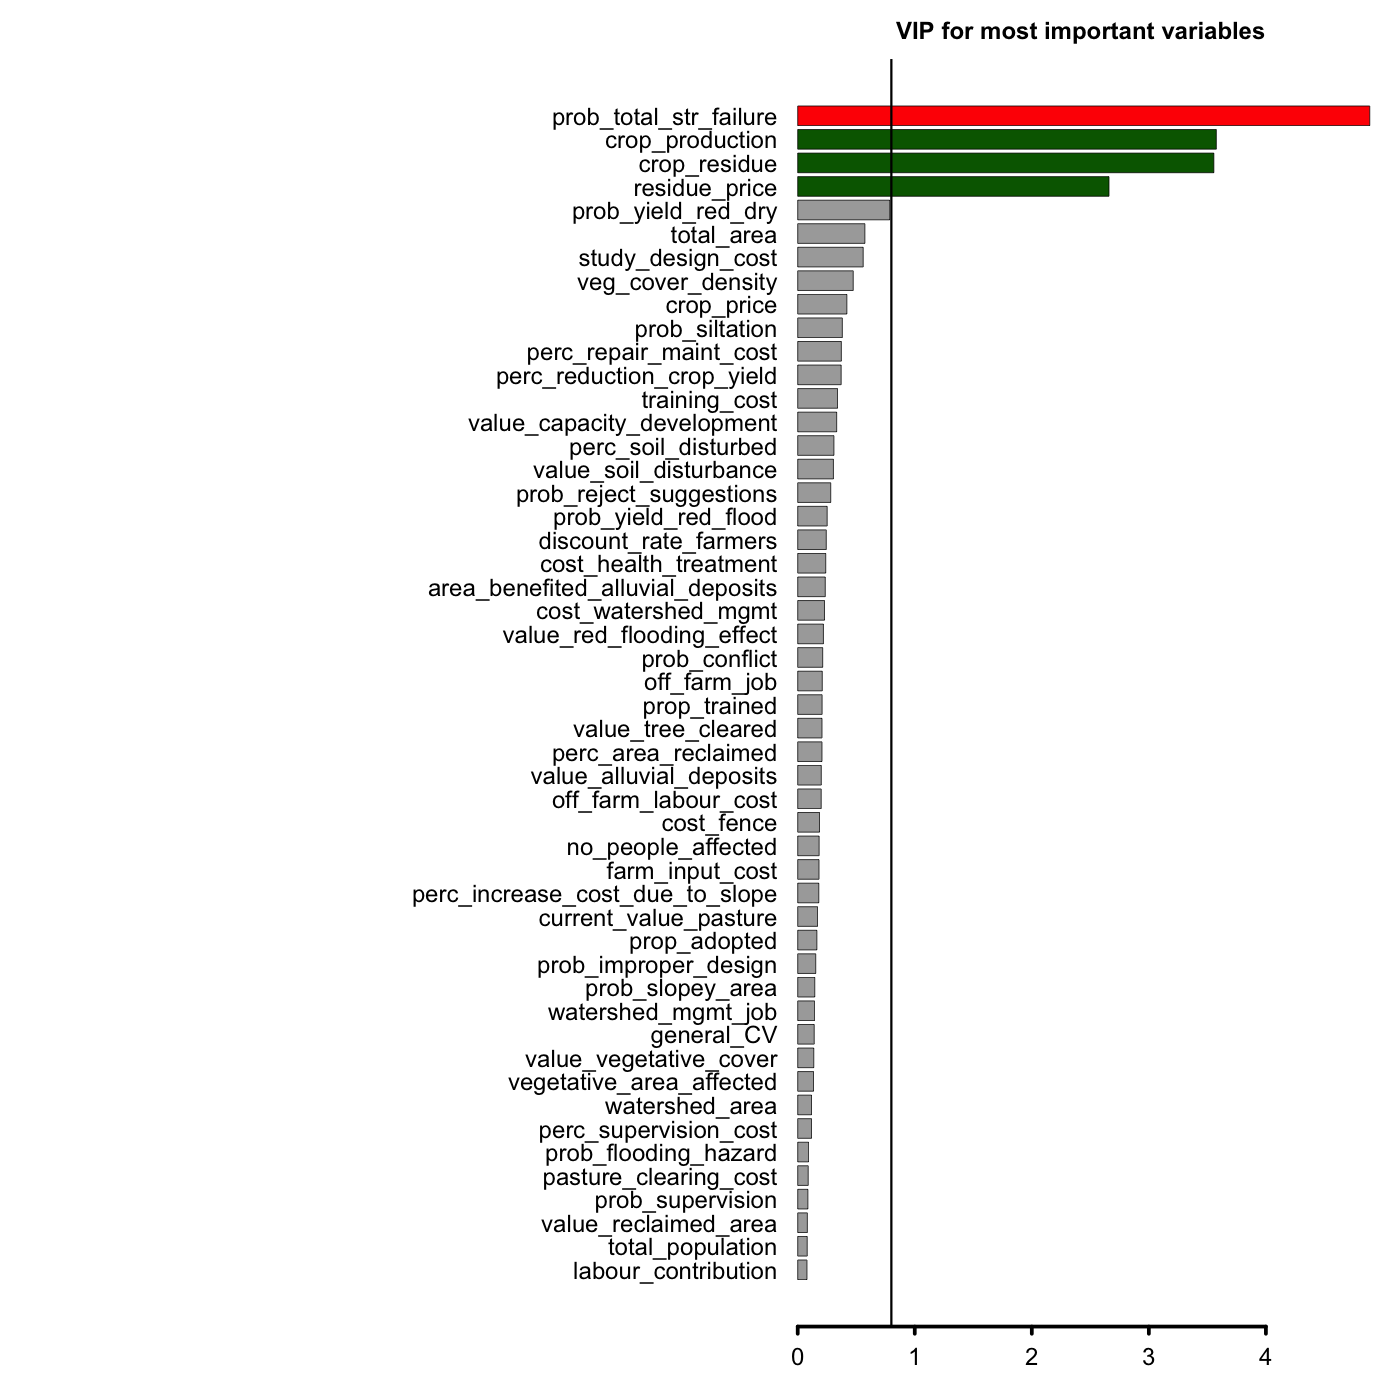 VIP for most important variables
prob_total_str_failure
crop_production
crop_residue
residue_price
prob_yield_red_dry
total_area
study_design_cost
veg_cover_density
crop_price
prob_siltation
perc_repair_maint_cost
perc_reduction_crop_yield
training_cost
value_capacity_development
perc_soil_disturbed
value_soil_disturbance
prob_reject_suggestions
prob_yield_red_flood
discount_rate_farmers
cost_health_treatment
area_benefited_alluvial_deposits
cost_watershed_mgmt
value_red_flooding_effect
prob_conflict
off_farm_job
prop_trained
value_tree_cleared
perc_area_reclaimed
value_alluvial_deposits
off_farm_labour_cost
cost_fence
no_people_affected
farm_input_cost
perc_increase_cost_due_to_slope
current_value_pasture
prop_adopted
prob_improper_design
prob_slopey_area
watershed_mgmt_job
general_CV
value_vegetative_cover
vegetative_area_affected
watershed_area
perc_supervision_cost
prob_flooding_hazard
pasture_clearing_cost
prob_supervision
value_reclaimed_area
total_population
labour_contribution
0 1 2 3 4